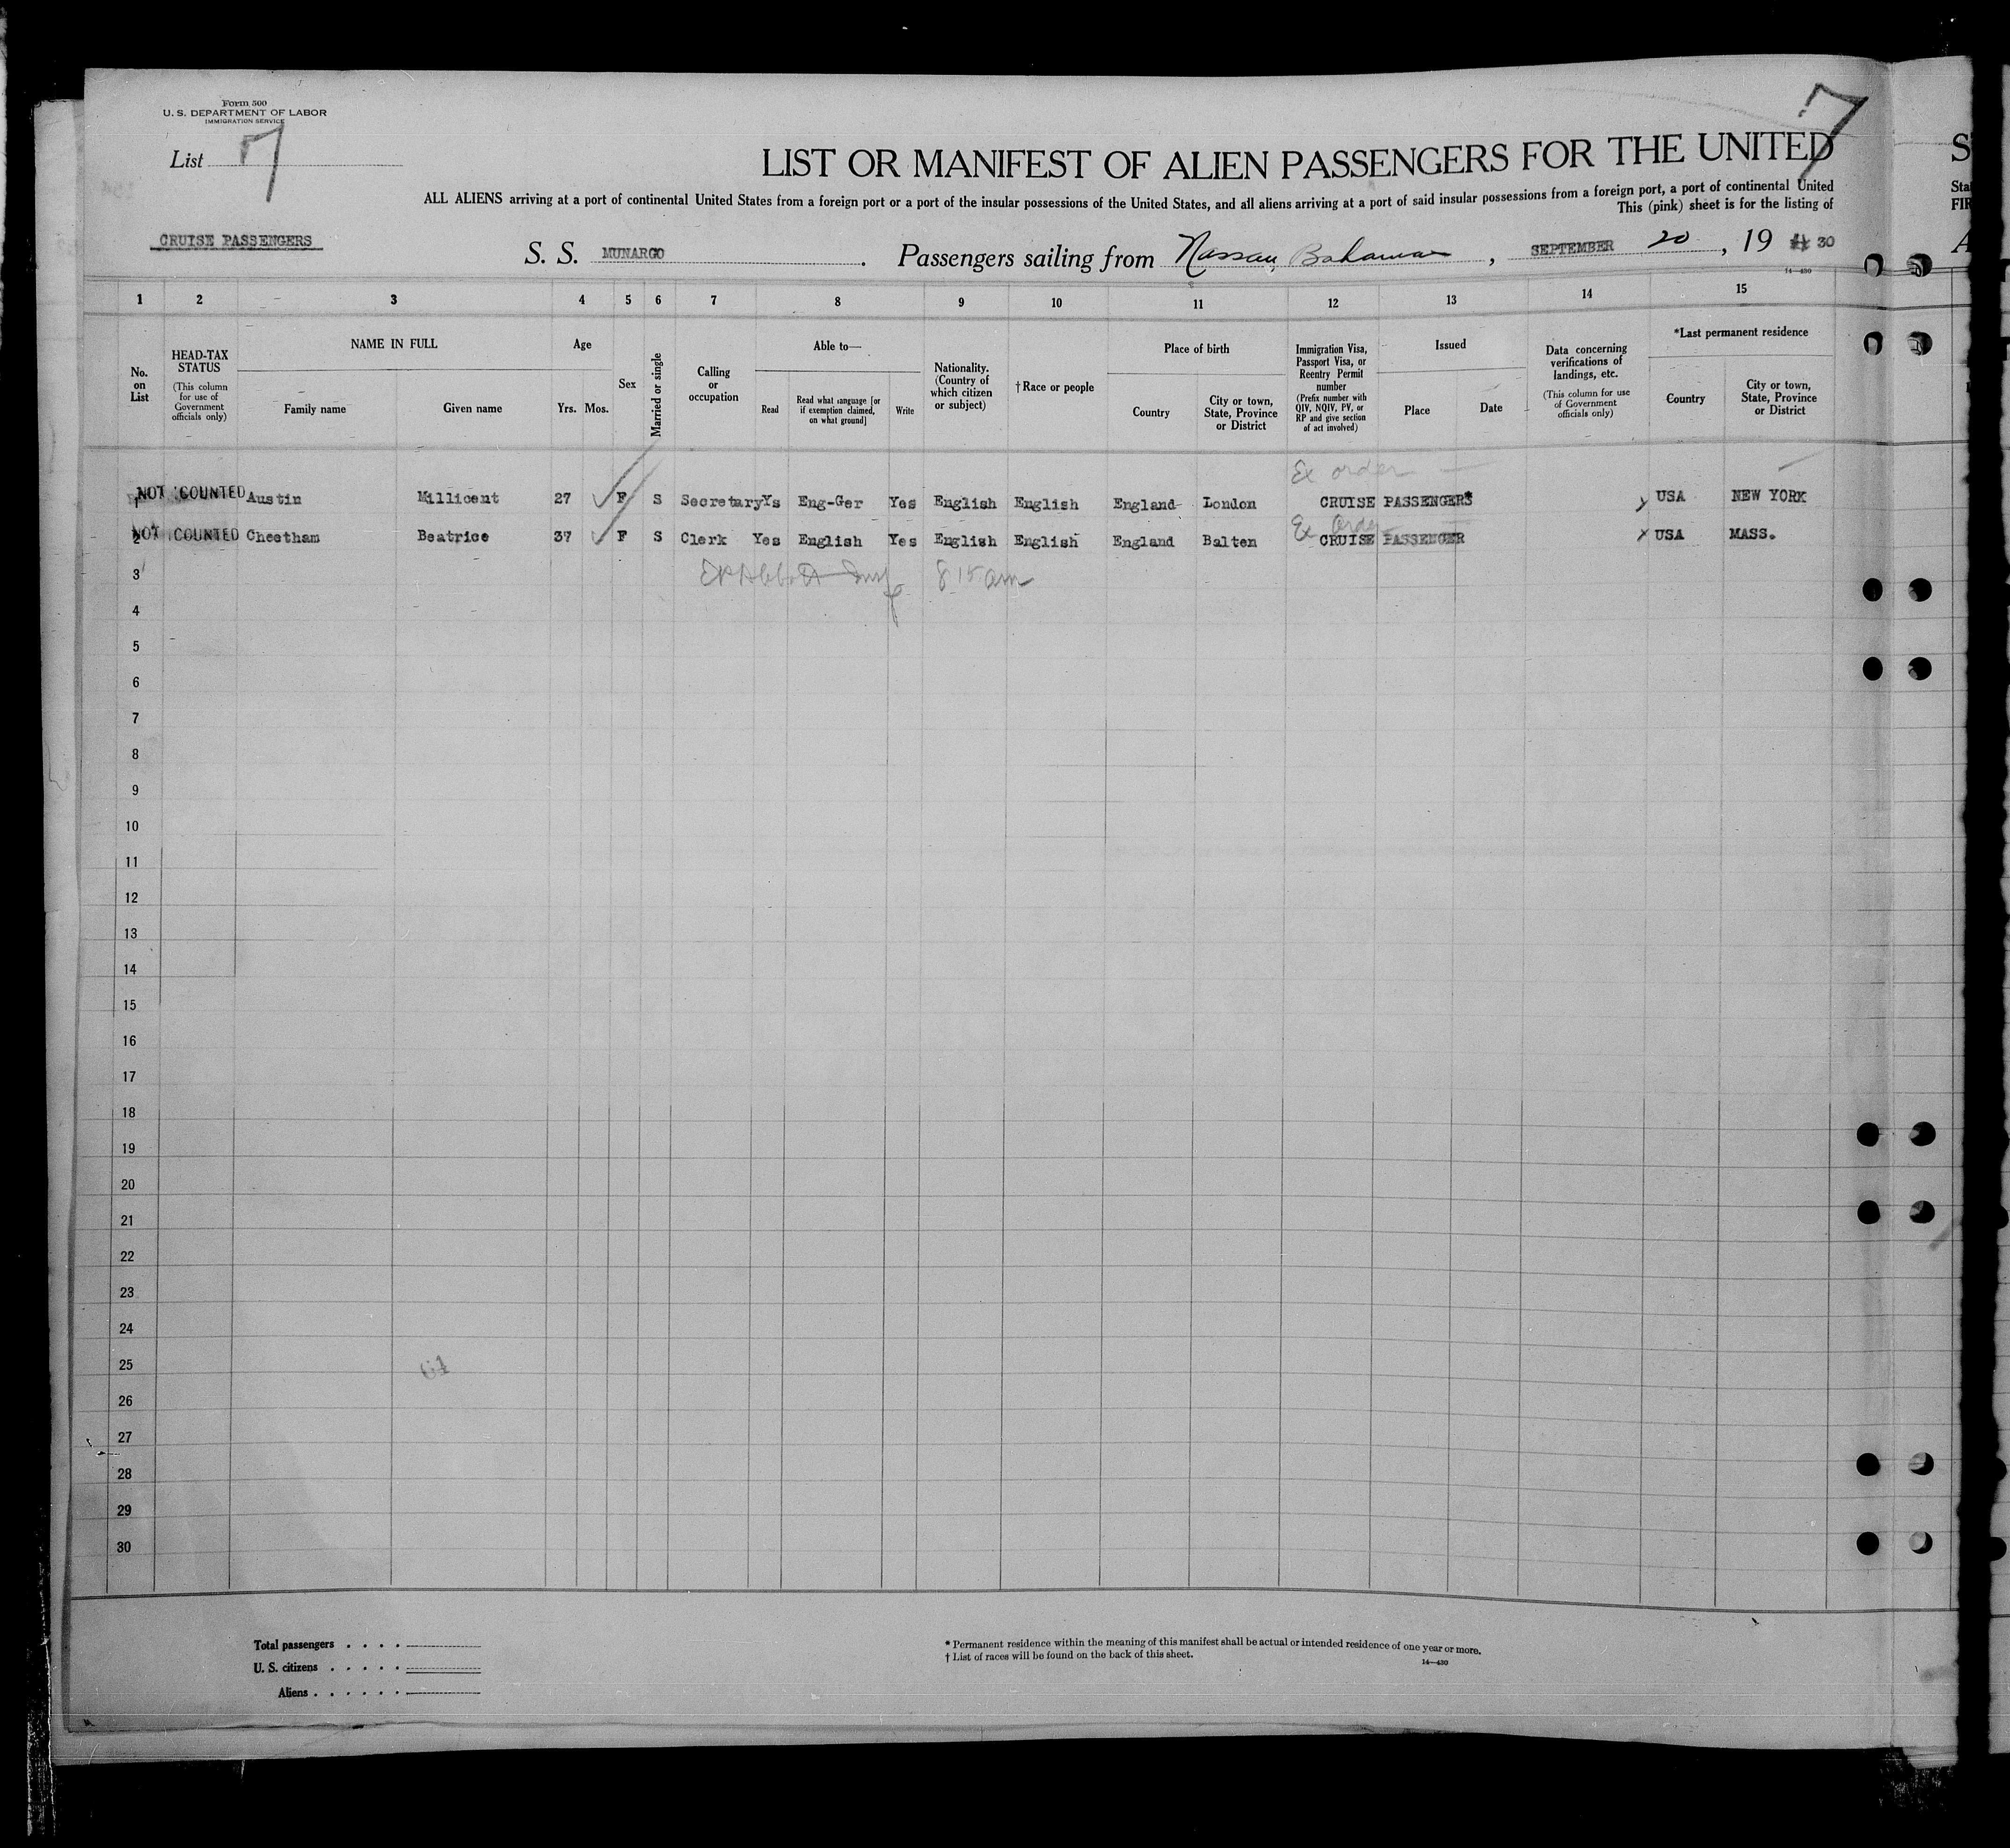 Form 500
U. S. DEPARTMENT OF LABOR
IMMIGRATION SERVICE
List 7
7
LIST OR MANIFEST OF ALIEN PASSENGERS FOR THE UNITED
ALL ALIENS arriving at a port of continental United States from a foreign port or a port of the insular possessions of the United States, and all aliens arriving at a port of said insular possessions from a foreign port, a port of continental United
This (pink) sheet is for the listing of
CRUISE PASSENGERS
S. S. MUNARGO. Passengers sailing from Nassau, Bahamas, SEPTEMBER 20, 19 30
14—430
1 2 3 4 5 6 7 8 9 10 11 12 13 14 15
No. on List
HEAD-TAX STATUS (This column for use of Government officials only)
NAME IN FULL
Family name Given name
Age
Yrs. Mos.
Sex
Married or single
Calling or occupation
Able to—
Read
Read what language [or if exemption claimed, on what ground]
Write
Nationality. (Country of which citizen or subject)
†Race or people
Place of birth
Country
City or town, State, Province or District
Immigration Visa, Passport Visa, or Reentry Permit number (Prefix number with QIV, NQIV, PV, or RP and give section of act involved)
Issued
Place Date
Data concerning verifications of landings, etc. (This column for use of Government officials only)
*Last permanent residence
Country
City or town, State, Province or District
Ex order
1 NOT COUNTED Austin Millicent 27 F S Secretary Ys Eng-Ger Yes English English England London CRUISE PASSENGERS USA NEW YORK
Ex Order
2 NOT COUNTED Cheetham Beatrice 37 F S Clerk Yes English Yes English English England Balten CRUISE PASSENGER x USA MASS.
3 8 15 am
4
5
6
7
8
9
10
11
12
13
14
15
16
17
18
19
20
21
22
23
24
25
26
27
28
29
30
Total passengers . . . .
U. S. citizens . . . . .
Aliens . . . . . .
* Permanent residence within the meaning of this manifest shall be actual or intended residence of one year or more.
† List of races will be found on the back of this sheet.
14—430